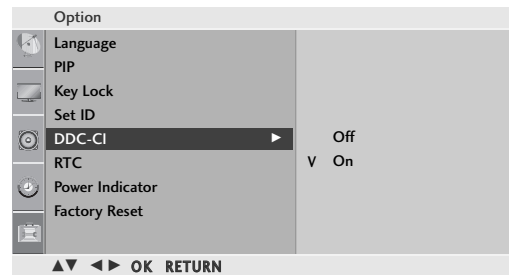 Option
Language
PIP
Key Lock
Set ID
DDC-CI ►
Off
RTC
V On
Power Indicator
Factory Reset
▲▼ ◄► OK RETURN